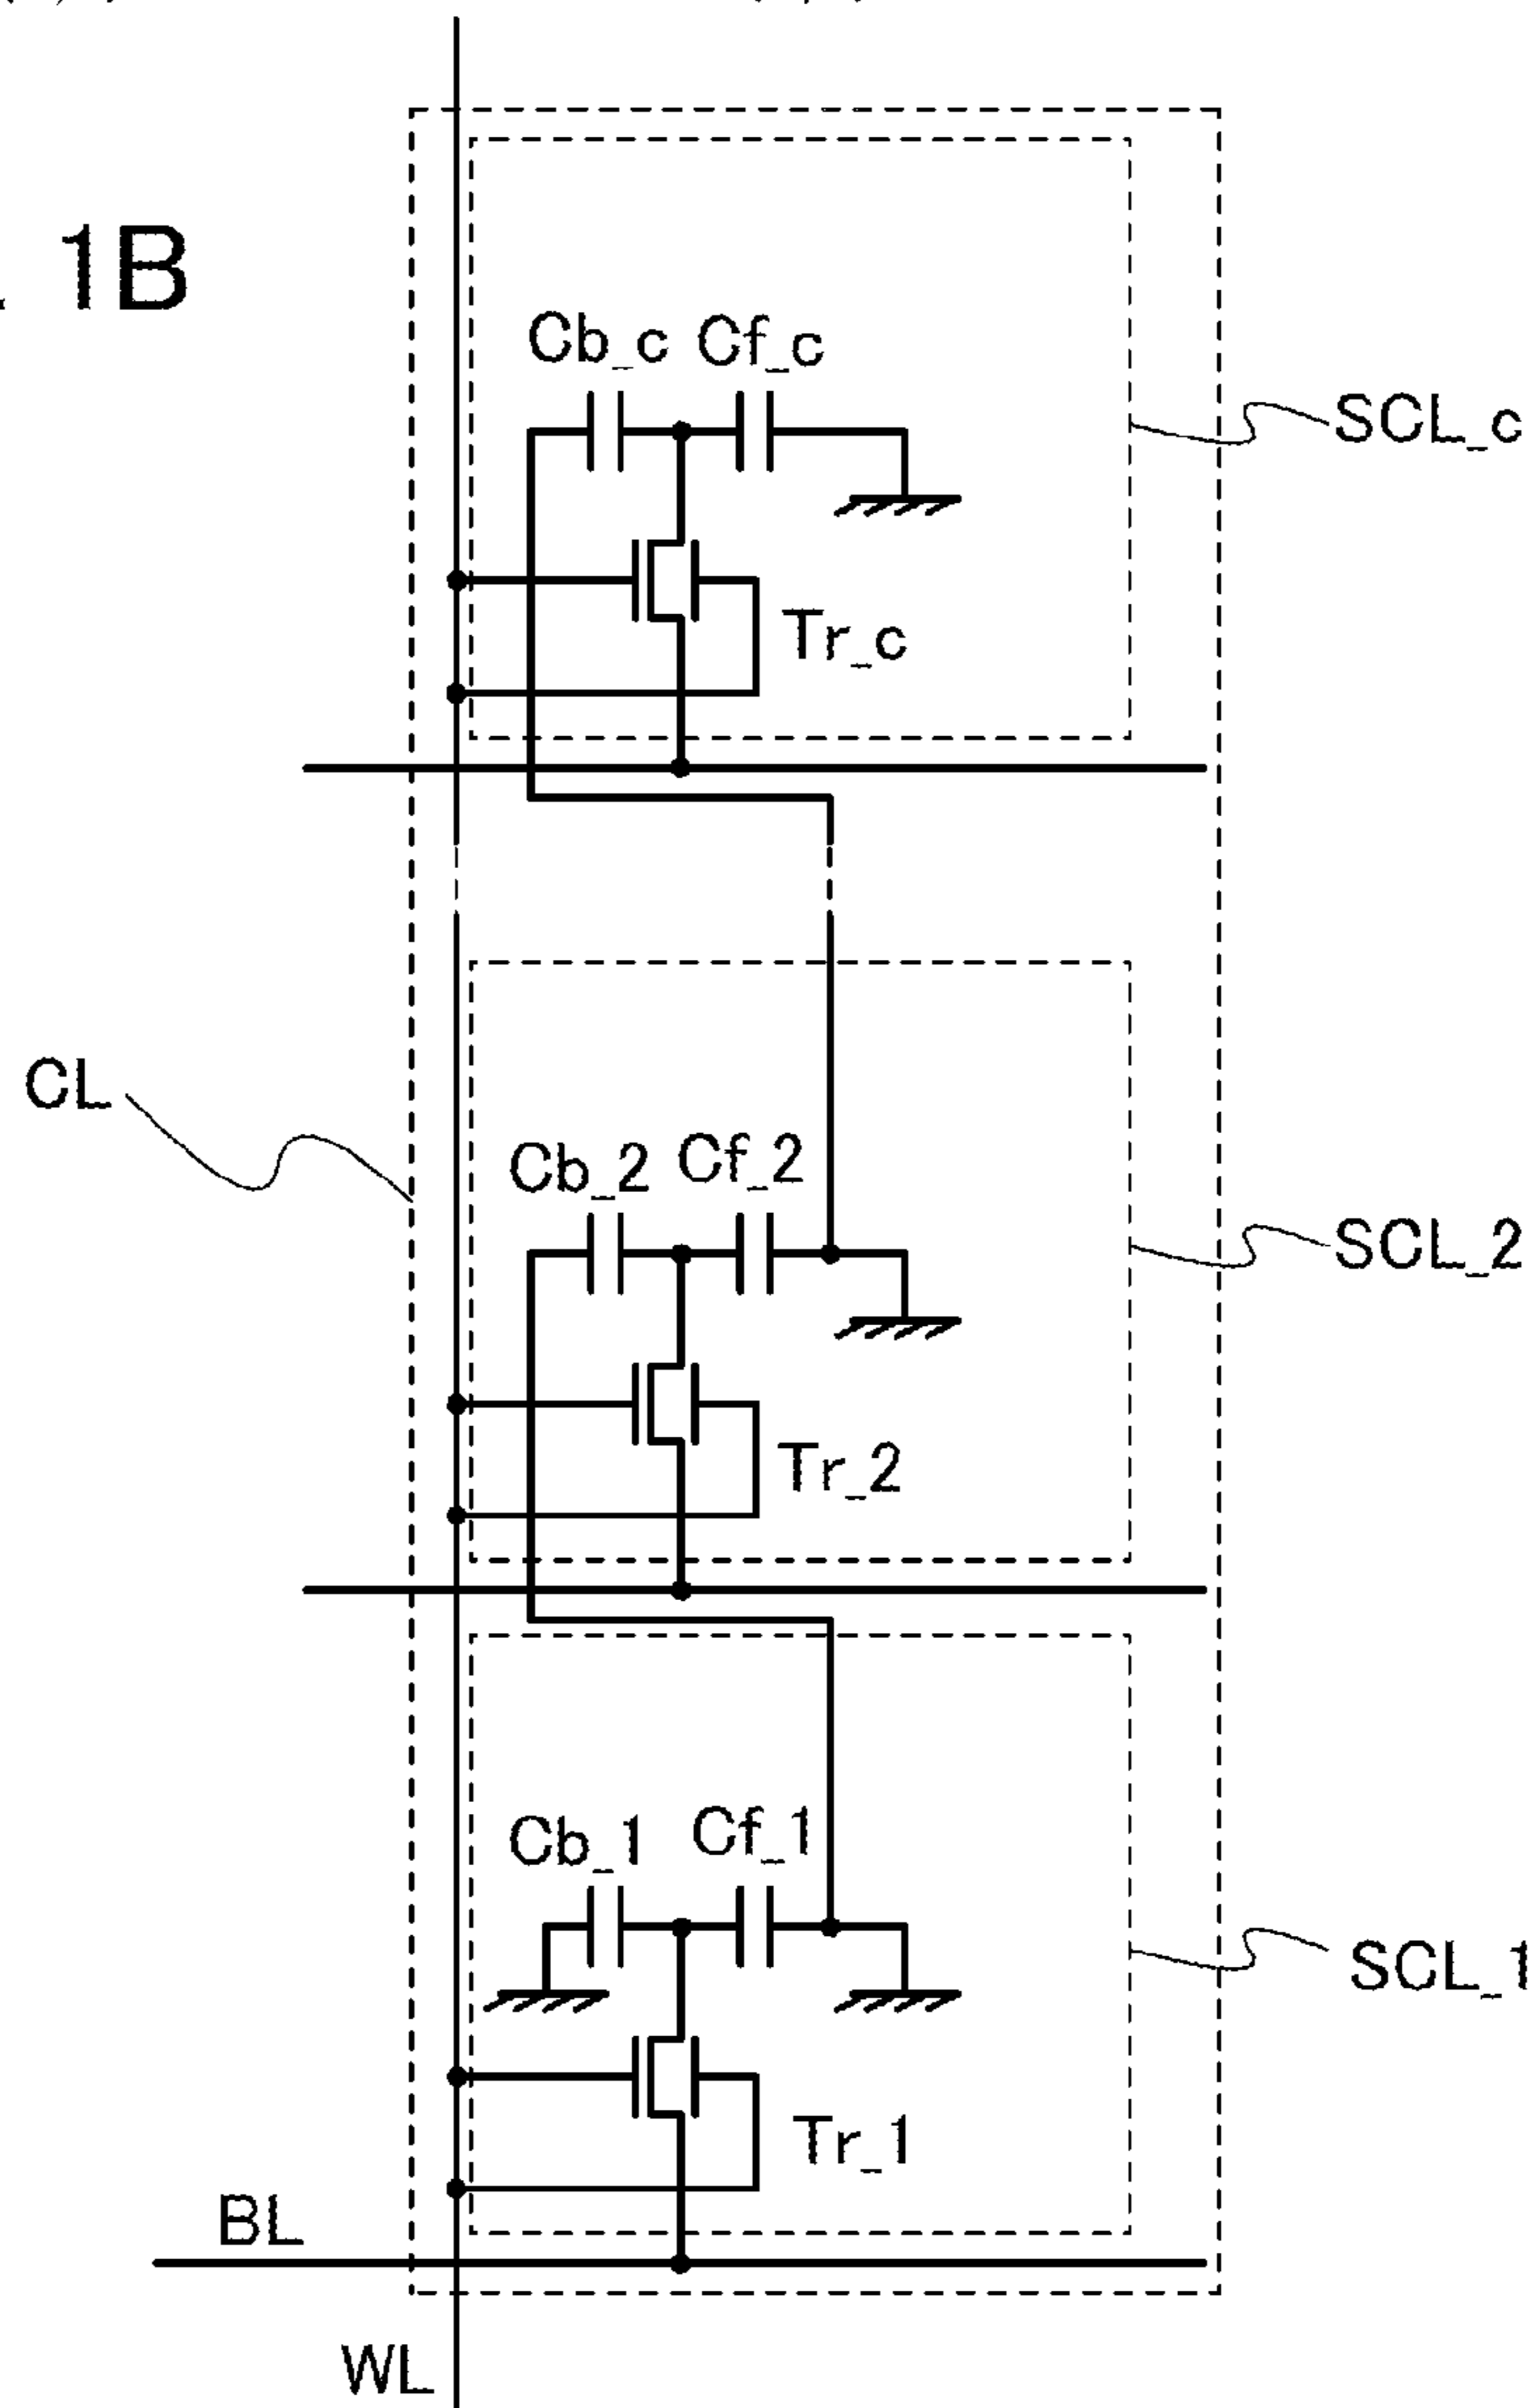 1B
Cb_c Cf_c
SCL_c
Tr_c
CL
Cb_2 Cf_2
SCL_2
Tr_2
Cb_1 Cf_1
SCL_1
Tr_1
BL
WL